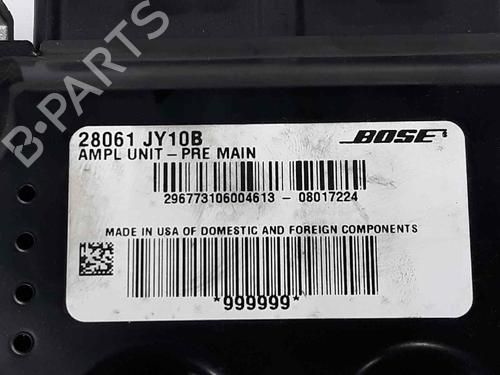 28061 JY10B
BOSE
AMPL UNIT - PRE MAIN
296773106004613 - 08017224
MADE IN USA OF DOMESTIC AND FOREIGN COMPONENTS
*999999*
B-PARTS